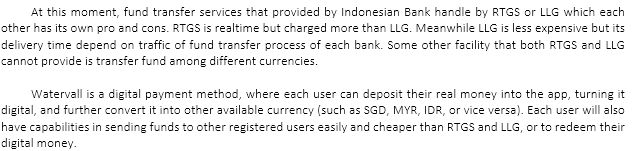 At this moment, fund transfer services that provided by Indonesian Bank handle by RTGS or LLG which each
other has its own pro and cons. RTGS is realtime but charged more than LLG. Meanwhile LLG is less expensive but its
delivery time depend on traffic of fund transfer process of each bank. Some other facility that both RTGS and LLG
cannot provide is transfer fund among different currencies.
Watervall is a digital payment method, where each user can deposit their real money into the app, turning it
digital, and further convert it into other available currency (such as SGD, MYR, IDR, or vice versa). Each user will also
have capabilities in sending funds to other registered users easily and cheaper than RTGS and LLG, or to redeem their
digital money.